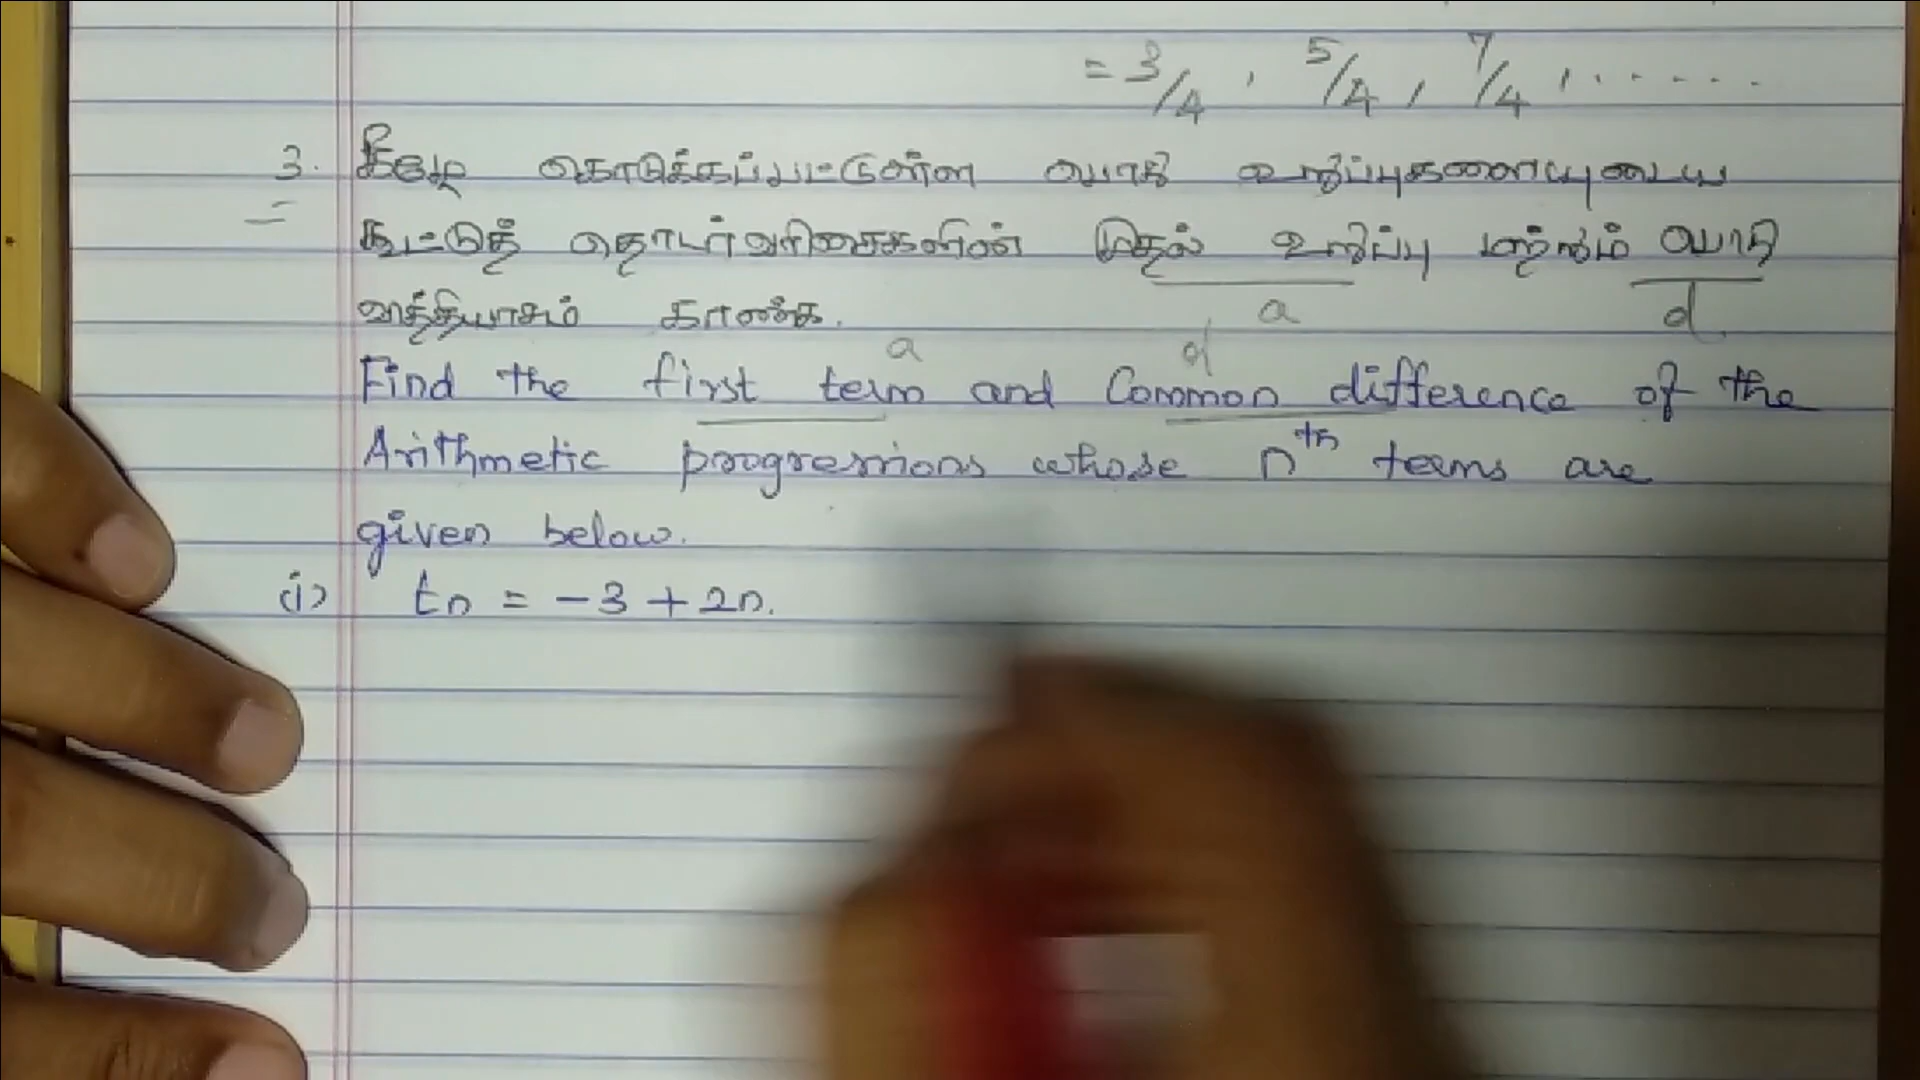 = 3/4 , 5/4 , 7/4 , . . . . . .
3. கீழே கொடுக்கப்பட்டுள்ள பொது உறுப்புகளையுடைய
கூட்டுத் தொடர்வரிசைகளின் முதல் உறுப்பு மற்றும் பொது
a d
வித்தியாசம் காண்க.
a d
Find the first term and Common difference of the
Arithmetic progressions whose nth terms are
given below.
(i) tn = -3 + 2n.